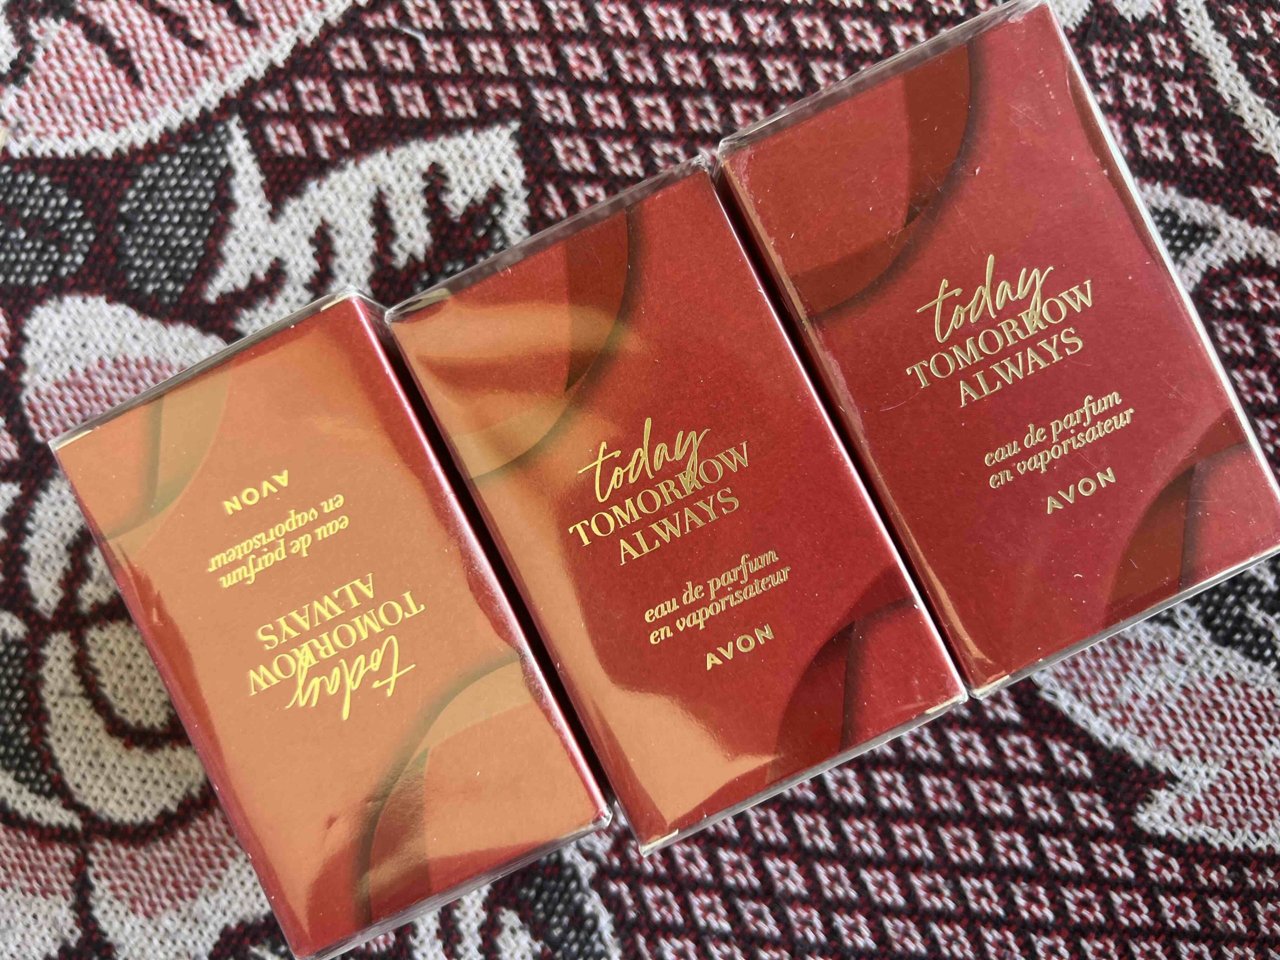 today
TOMORROW
ALWAYS
eau de parfum
en vaporisateur
AVON
today
TOMORROW
ALWAYS
eau de parfum
en vaporisateur
AVON
today
TOMORROW
ALWAYS
eau de parfum
en vaporisateur
AVON